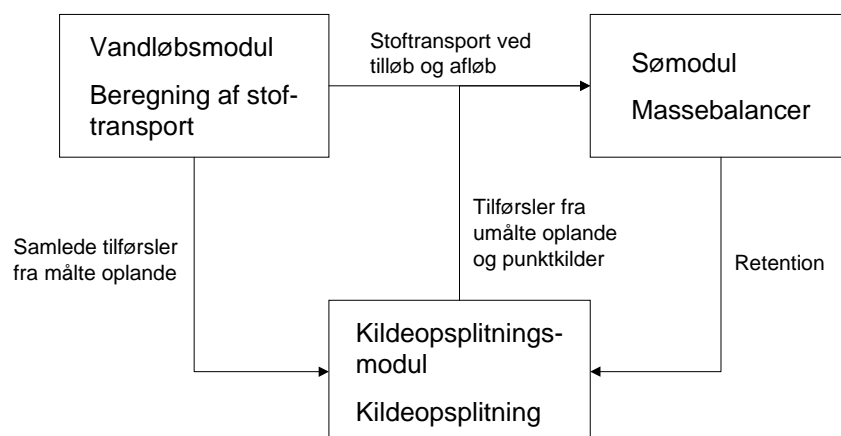 Vandløbsmodul
Beregning af stof-
transport
Stoftransport ved
tilløb og afløb
Sømodul
Massebalancer
Samlede tilførsler
fra målte oplande
Tilførsler fra
umålte oplande
og punktkilder
Retention
Kildeopsplitnings-
modul
Kildeopsplitning